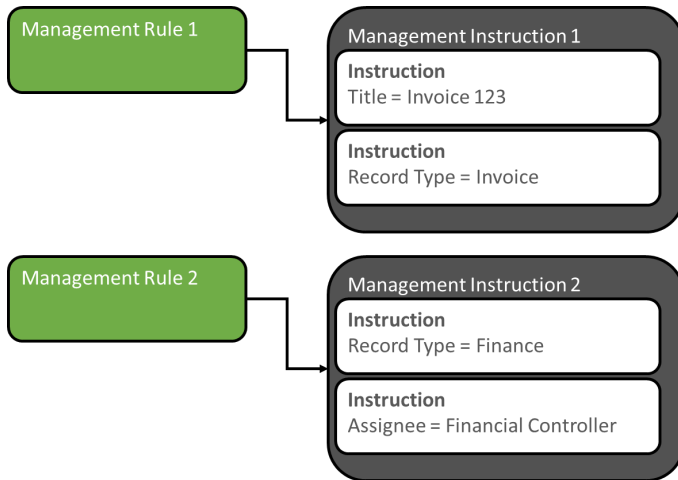 Management Rule 1
Management Instruction 1
Instruction
Title = Invoice 123
Instruction
Record Type = Invoice
Management Rule 2
Management Instruction 2
Instruction
Record Type = Finance
Instruction
Assignee = Financial Controller